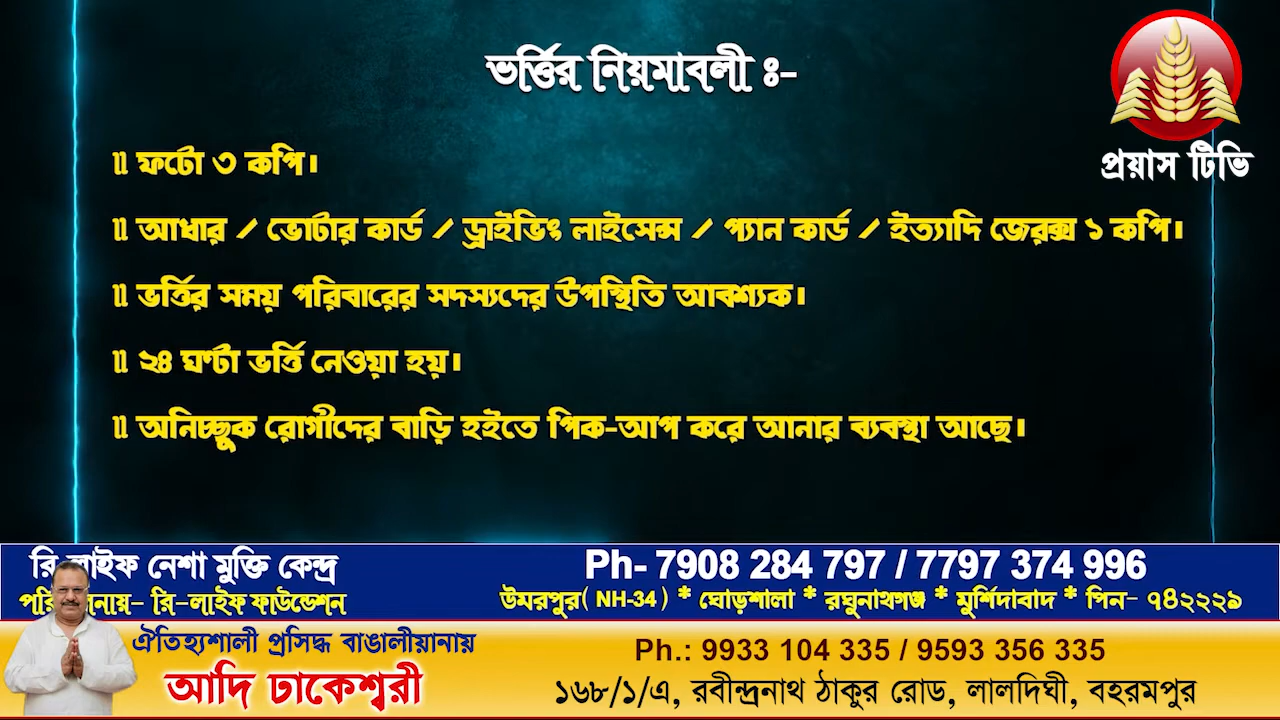 ভর্ত্তির নিয়মাবলী ঃ-
প্রয়াস টিভি
ফটো ৩ কপি।
আধার / ভোটার কার্ড / ড্রাইভিং লাইসেন্স / প্যান কার্ড / ইত্যাদি জেরক্স ১ কপি।
ভর্ত্তির সময় পরিবারের সদস্যদের উপস্থিতি আবশ্যক।
২৪ ঘণ্টা ভর্ত্তি নেওয়া হয়।
অনিচ্ছুক রোগীদের বাড়ি হইতে পিক-আপ করে আনার ব্যবস্থা আছে।
রি লাইফ নেশা মুক্তি কেন্দ্র
Ph- 7908 284 797 / 7797 374 996
রি-লাইফ ফাউন্ডেশন
উমরপুর( NH-34 ) * ঘোড়শালা * রঘুনাথগঞ্জ * মুর্শিদাবাদ * পিন- ৭৪২২২৯
ঐতিহ্যশালী প্রসিদ্ধ বাঙালীয়ানায়
Ph.: 9933 104 335 / 9593 356 335
আদি ঢাকেশ্বরী
১৬৮/১/এ, রবীন্দ্রনাথ ঠাকুর রোড, লালদিঘী, বহরমপুর